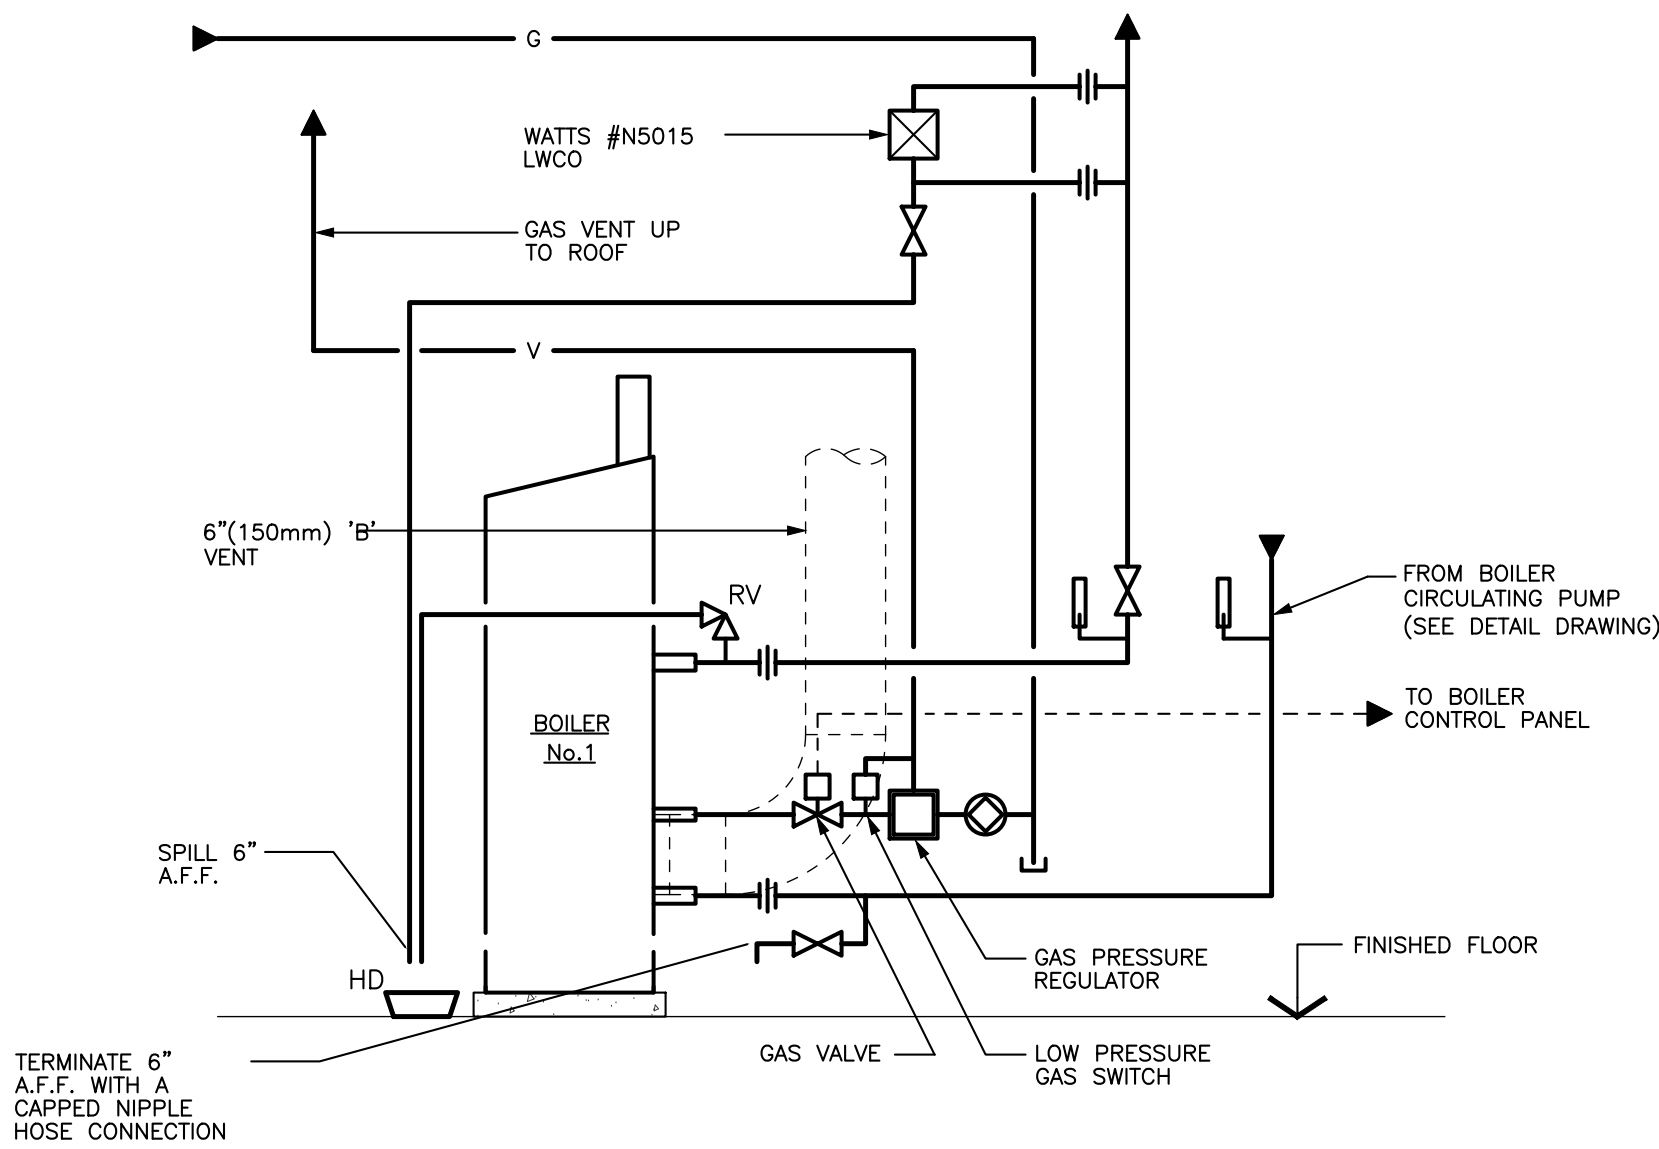 G
WATTS #N5015
LWCO
GAS VENT UP
TO ROOF
V
6"(150mm) 'B'
VENT
RV
FROM BOILER
CIRCULATING PUMP
(SEE DETAIL DRAWING)
TO BOILER
CONTROL PANEL
BOILER
No.1
SPILL 6"
A.F.F.
HD
GAS PRESSURE
REGULATOR
FINISHED FLOOR
GAS VALVE
LOW PRESSURE
GAS SWITCH
TERMINATE 6"
A.F.F. WITH A
CAPPED NIPPLE
HOSE CONNECTION